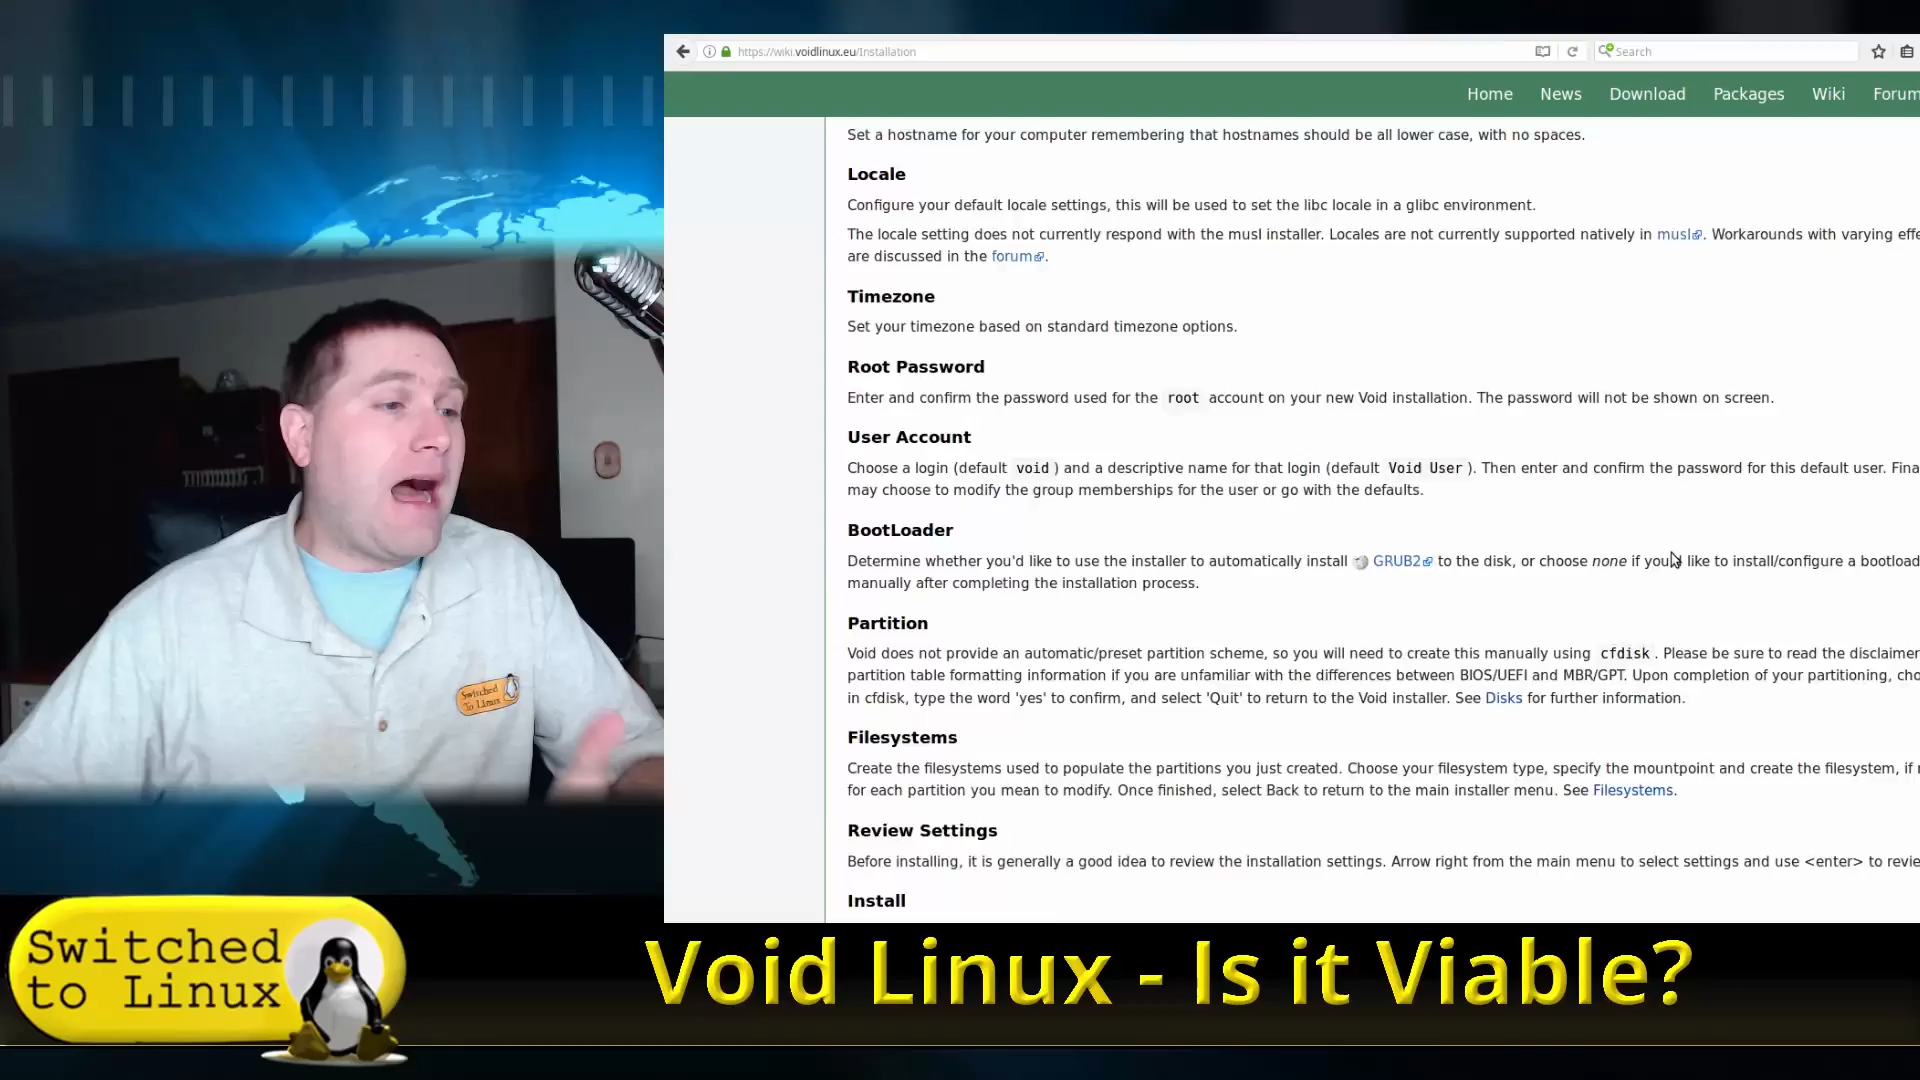 https://wiki.voidlinux.eu/Installation
Search
Home News Download Packages Wiki Forum
Set a hostname for your computer remembering that hostnames should be all lower case, with no spaces.
Locale
Configure your default locale settings, this will be used to set the libc locale in a glibc environment.
The locale setting does not currently respond with the musl installer. Locales are not currently supported natively in musl. Workarounds with varying effe
are discussed in the forum.
Timezone
Set your timezone based on standard timezone options.
Root Password
Enter and confirm the password used for the root account on your new Void installation. The password will not be shown on screen.
User Account
Choose a login (default void) and a descriptive name for that login (default Void User). Then enter and confirm the password for this default user. Fina
may choose to modify the group memberships for the user or go with the defaults.
BootLoader
Determine whether you'd like to use the installer to automatically install GRUB2 to the disk, or choose none if you'd like to install/configure a bootload
manually after completing the installation process.
Partition
Void does not provide an automatic/preset partition scheme, so you will need to create this manually using cfdisk. Please be sure to read the disclaimer
partition table formatting information if you are unfamiliar with the differences between BIOS/UEFI and MBR/GPT. Upon completion of your partitioning, cho
in cfdisk, type the word 'yes' to confirm, and select 'Quit' to return to the Void installer. See Disks for further information.
Filesystems
Create the filesystems used to populate the partitions you just created. Choose your filesystem type, specify the mountpoint and create the filesystem, if
for each partition you mean to modify. Once finished, select Back to return to the main installer menu. See Filesystems.
Review Settings
Before installing, it is generally a good idea to review the installation settings. Arrow right from the main menu to select settings and use <enter> to revie
Install
Switched
To Linux
Switched
to Linux
Void Linux - Is it Viable?